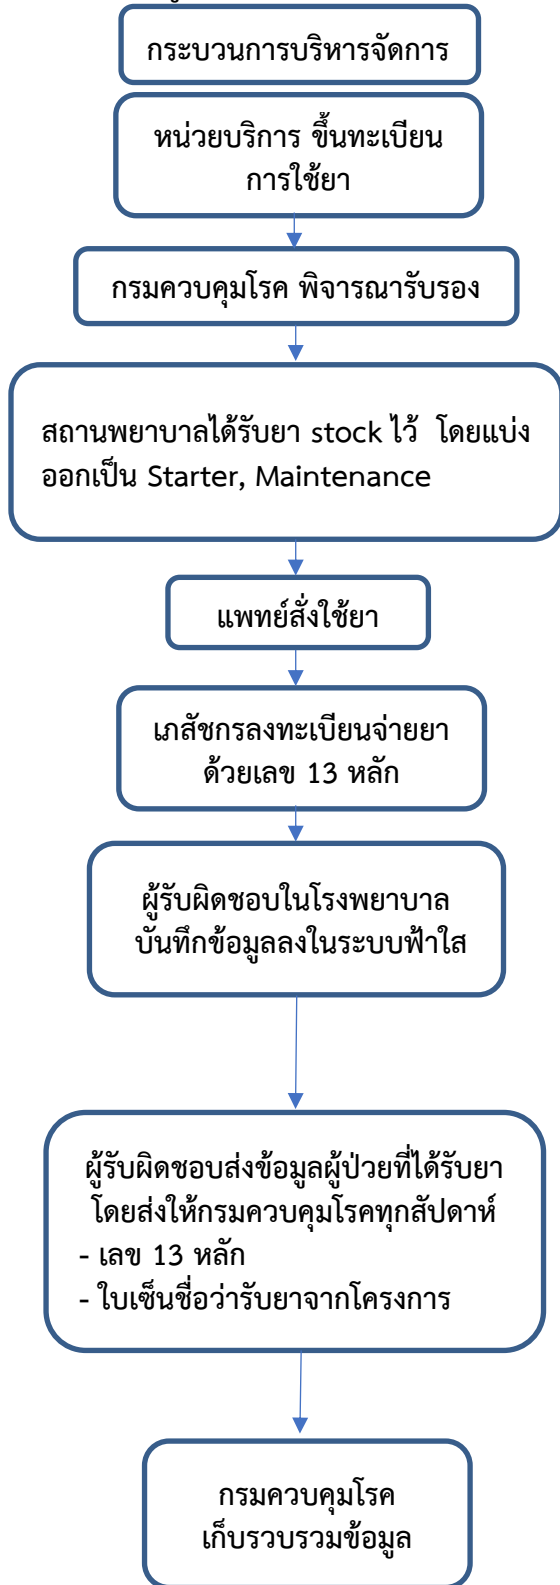 กระบวนการบริหารจัดการ
หน่วยบริการ ขึ้นทะเบียน
การใช้ยา
กรมควบคุมโรค พิจารณารับรอง
สถานพยาบาลได้รับยา stock ไว้ โดยแบ่ง
ออกเป็น Starter, Maintenance
แพทย์สั่งใช้ยา
เภสัชกรลงทะเบียนจ่ายยา
ด้วยเลข 13 หลัก
ผู้รับผิดชอบในโรงพยาบาล
บันทึกข้อมูลลงในระบบฟ้าใส
ผู้รับผิดชอบส่งข้อมูลผู้ป่วยที่ได้รับยา
โดยส่งให้กรมควบคุมโรคทุกสัปดาห์
- เลข 13 หลัก
- ใบเซ็นชื่อว่ารับยาจากโครงการ
กรมควบคุมโรค
เก็บรวบรวมข้อมูล